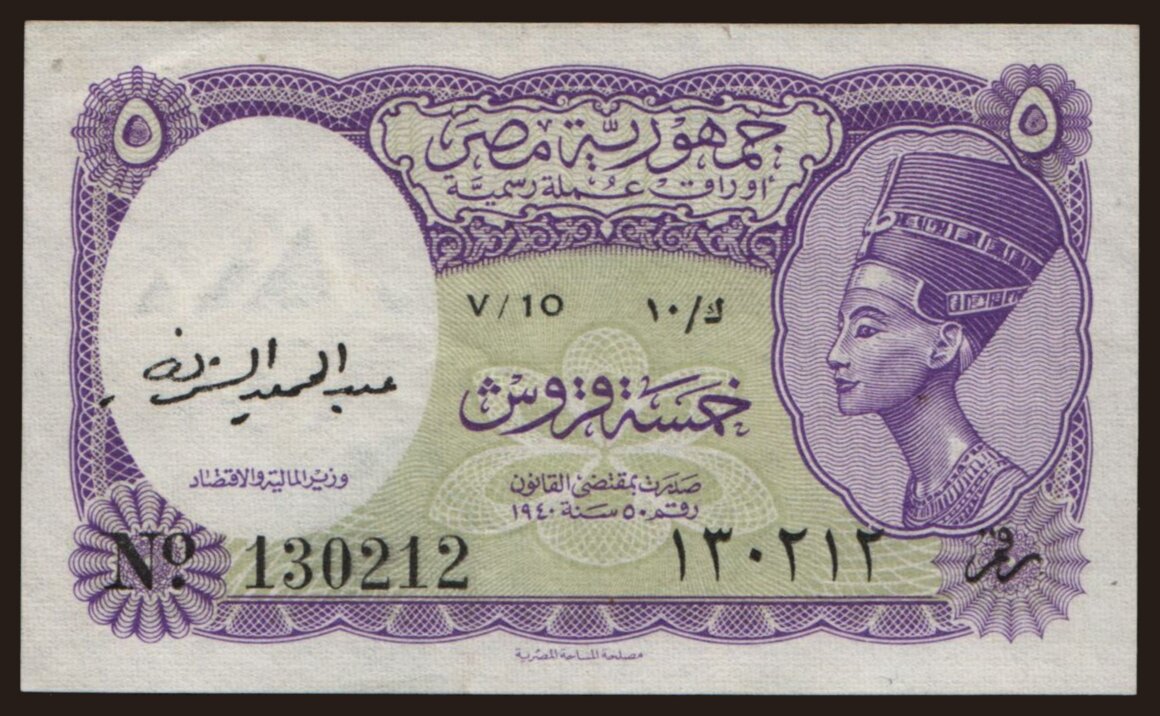 ٥ ٥
جمهورية مصر
أوراق عملة رسمية
V/10 ك/١٠
عبد الحميد الشريف
خمسة قروش
وزير المالية والاقتصاد
صدرت بمقتضى القانون
رقم ٥٠ سنة ١٩٤٠
Nº 130212
رقم ١٣٠٢١٢
مصلحة المساحة المصرية